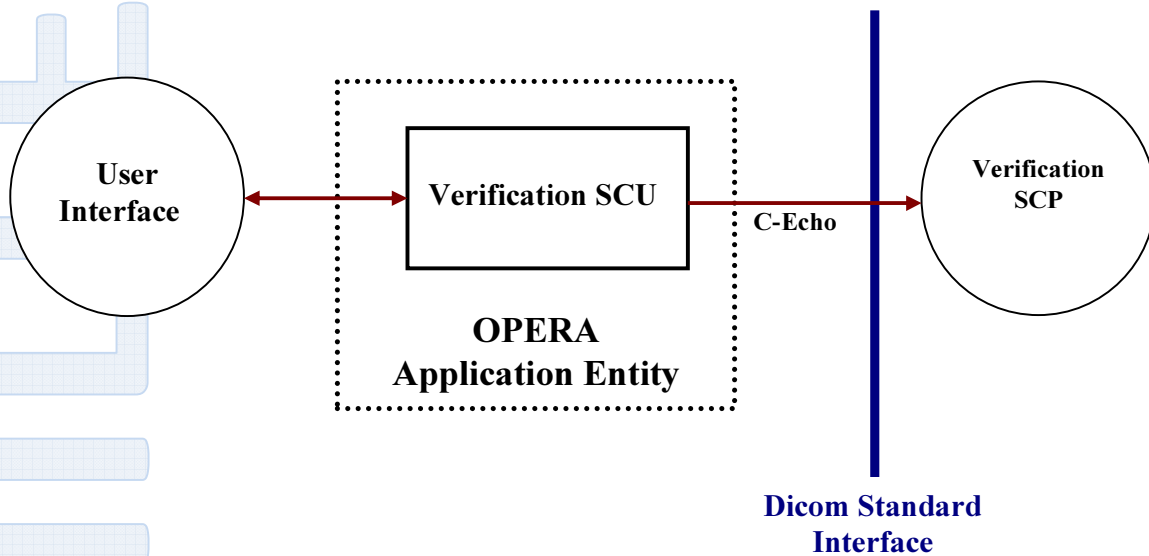 User
Interface
Verification SCU
C-Echo
Verification
SCP
OPERA
Application Entity
Dicom Standard
Interface